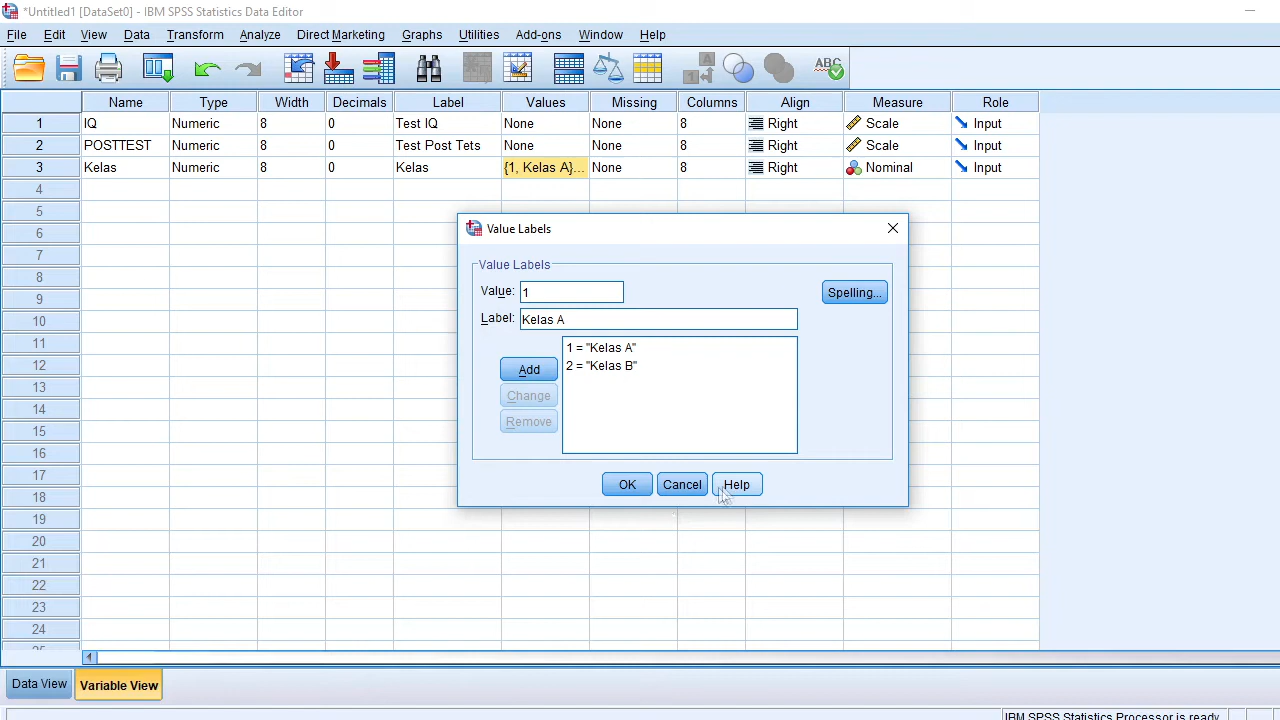 *Untitled1 [DataSet0] - IBM SPSS Statistics Data Editor
File Edit View Data Transform Analyze Direct Marketing Graphs Utilities Add-ons Window Help
Name Type Width Decimals Label Values Missing Columns Align Measure Role
1 IQ Numeric 8 0 Test IQ None None 8 Right Scale Input
2 POSTTEST Numeric 8 0 Test Post Tets None None 8 Right Scale Input
3 Kelas Numeric 8 0 Kelas {1, Kelas A}... None 8 Right Nominal Input
4
5
6
7
8
9
10
11
12
13
14
15
16
17
18
19
20
21
22
23
24
25
Value Labels
Value Labels
Value: 1
Spelling...
Label: Kelas A
1 = "Kelas A"
2 = "Kelas B"
Add
Change
Remove
OK Cancel Help
Data View Variable View
IBM SPSS Statistics Processor is ready